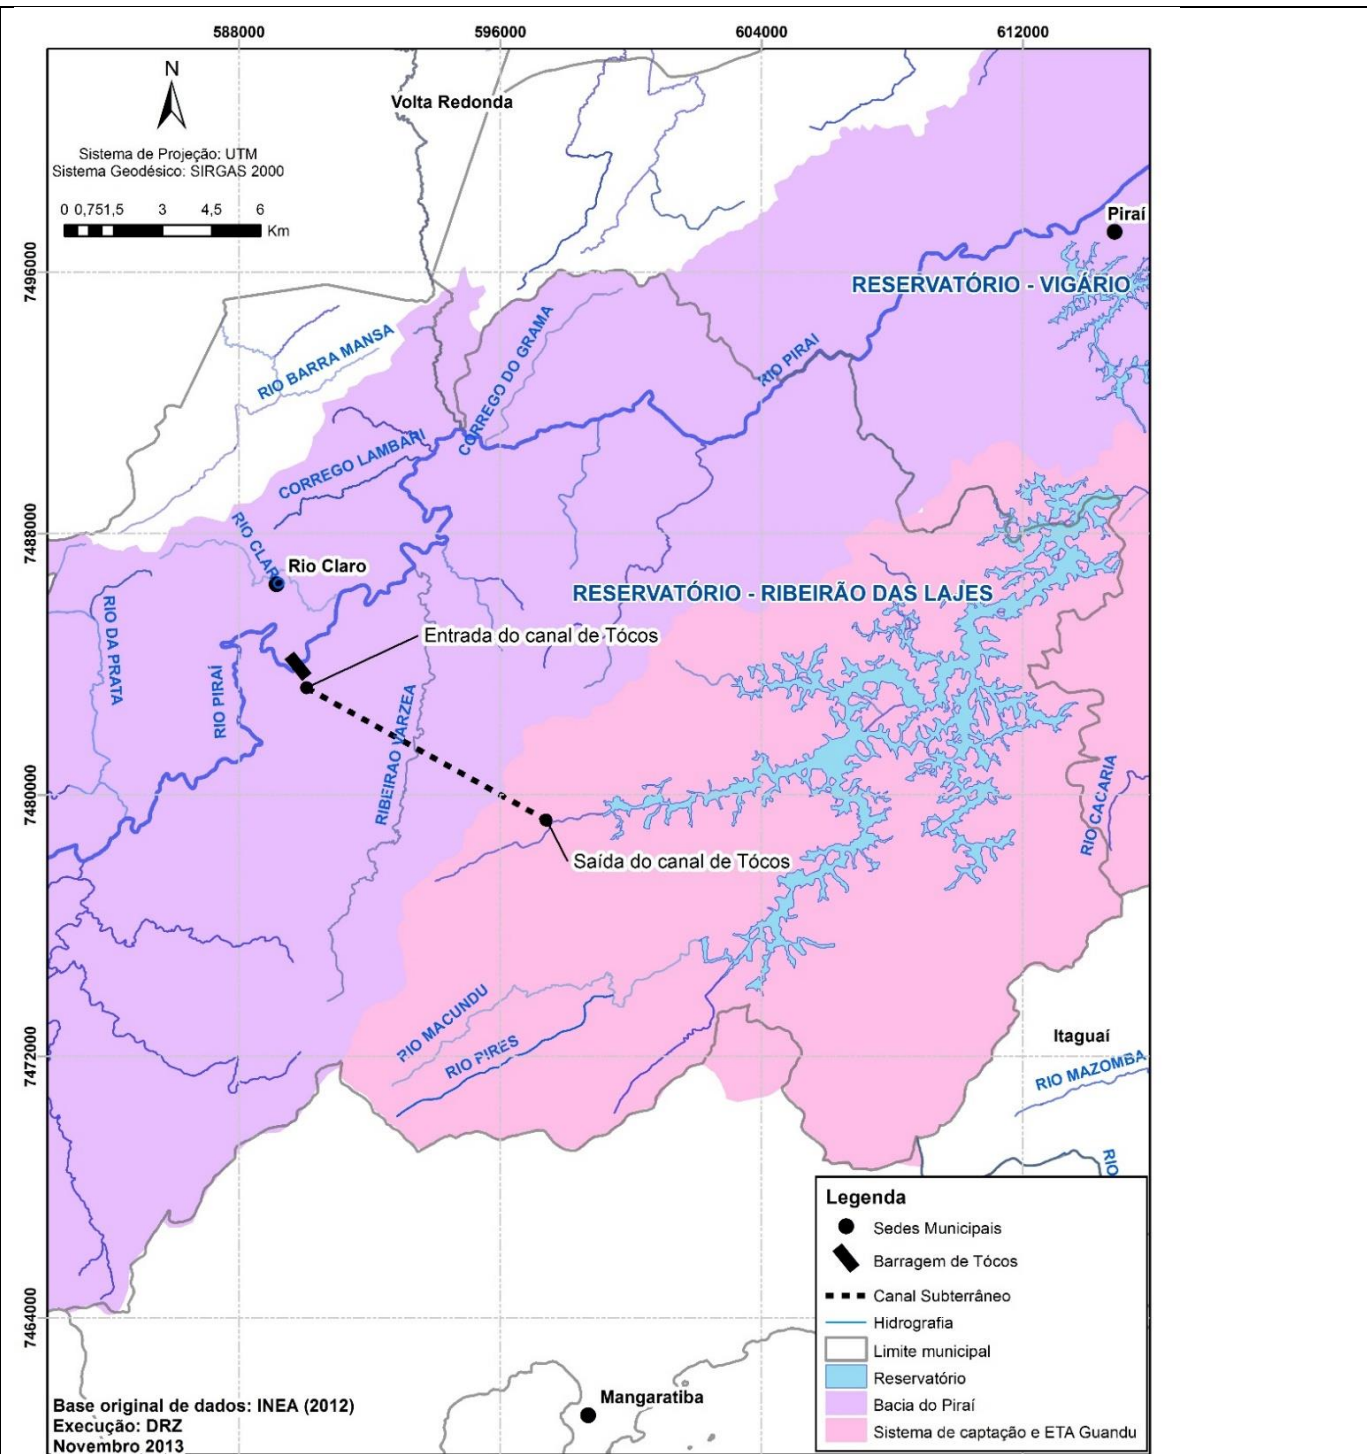 588000
596000
604000
612000
N
Volta Redonda
Sistema de Projeção: UTM
Sistema Geodésico: SIRGAS 2000
0 0,751,5 3 4,5 6
Km
Piraí
7496000
RESERVATÓRIO - VIGÁRIO
RIO BARRA MANSA
CORREGO DO GRAMA
RIO PIRAI
CORREGO LAMBARI
7488000
RIO CLARO
Rio Claro
RESERVATÓRIO - RIBEIRÃO DAS LAJES
RIO DA PRATA
Entrada do canal de Tócos
RIO PIRAÍ
RIBEIRAO VARZEA
7480000
RIO CACARIA
Saída do canal de Tócos
RIO MACUNDU
RIO PIRES
Itaguaí
7472000
RIO MAZOMBA
RIO
Legenda
Sedes Municipais
Barragem de Tócos
Canal Subterrâneo
Hidrografia
Limite municipal
Reservatório
Bacia do Piraí
Sistema de captação e ETA Guandu
7464000
Mangaratiba
Base original de dados: INEA (2012)
Execução: DRZ
Novembro 2013